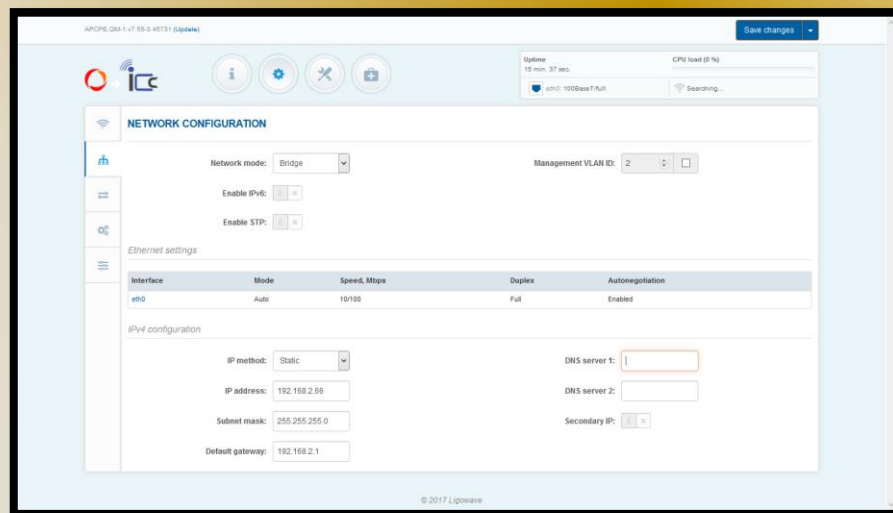 APCPE.QM-1.v7.55-3.45731 (Update)
Save changes
icc
Uptime
15 min. 37 sec.
CPU load (0 %)
eth0: 100BaseT/full
Searching...
NETWORK CONFIGURATION
Network mode: Bridge
Management VLAN ID: 2
Enable IPv6:
Enable STP:
Ethernet settings
Interface Mode Speed, Mbps Duplex Autonegotiation
eth0 Auto 10/100 Full Enabled
IPv4 configuration
IP method: Static
DNS server 1:
IP address: 192.168.2.66
DNS server 2:
Subnet mask: 255.255.255.0
Secondary IP:
Default gateway: 192.168.2.1
© 2017 Ligowave